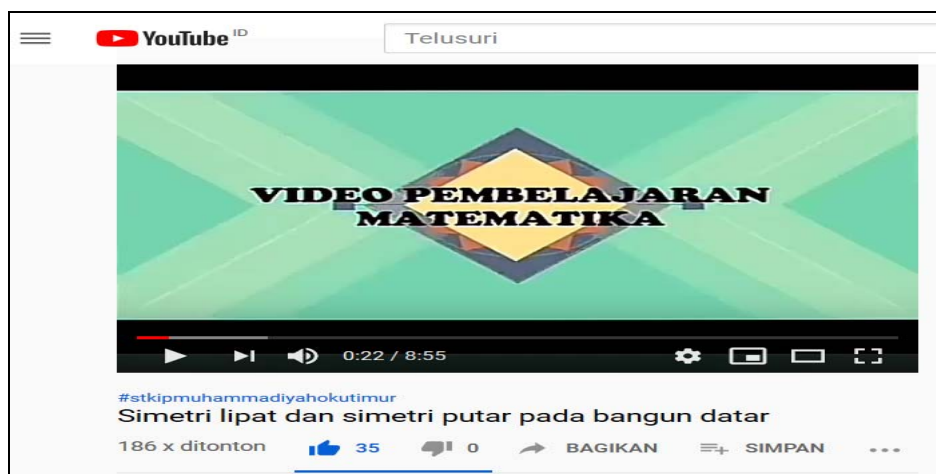 YouTube ID
Telusuri
VIDEO PEMBELAJARAN
MATEMATIKA
0:22 / 8:55
#stkipmuhammadiyahokutimur
Simetri lipat dan simetri putar pada bangun datar
186 x ditonton 35 0 BAGIKAN SIMPAN